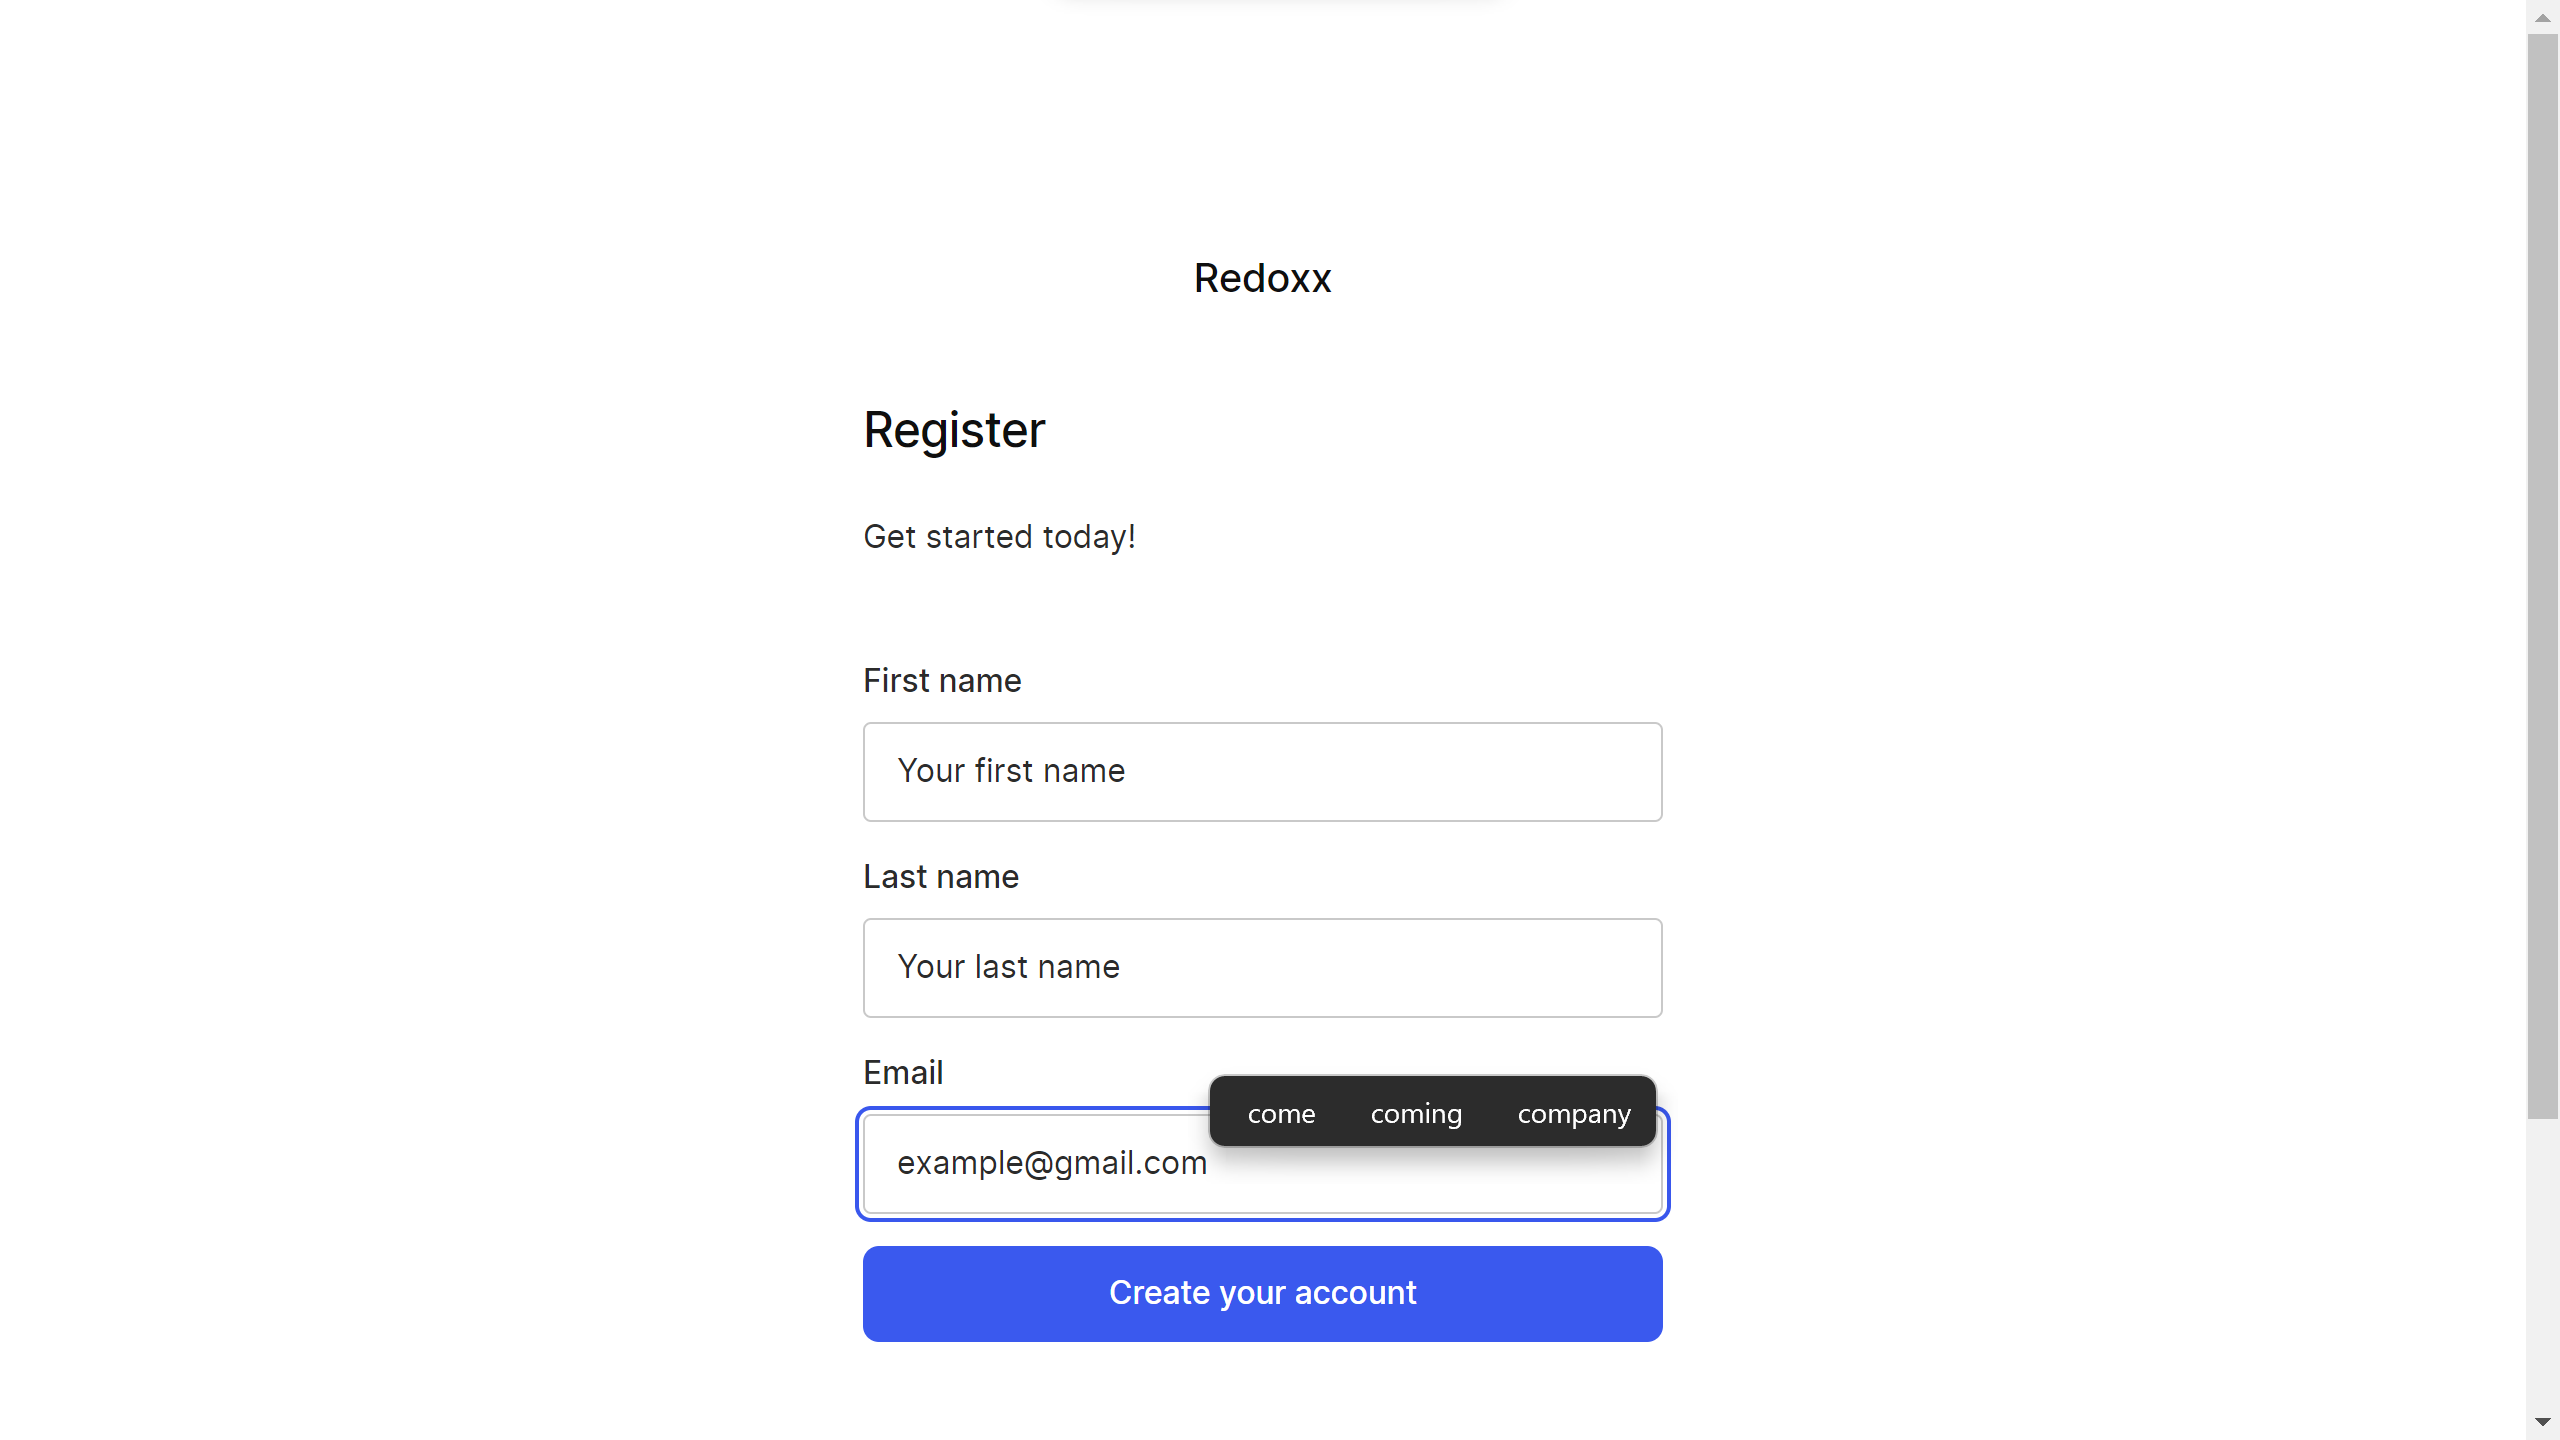 Redoxx
Register
Get started today!
First name
Your first name
Last name
Your last name
Email
come coming company
example@gmail.com
Create your account